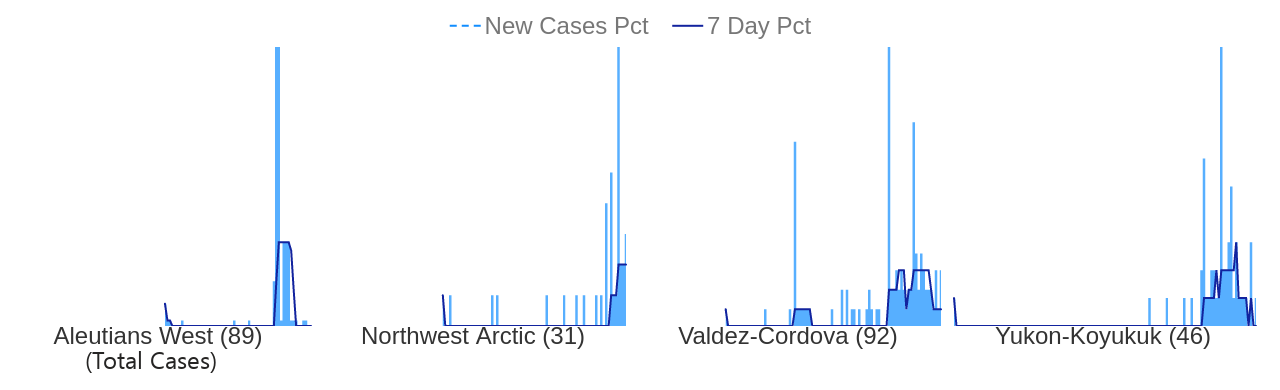 New Cases Pct 7 Day Pct
Aleutians West (89) Northwest Arctic (31) Valdez-Cordova (92) Yukon-Koyukuk (46)
(Total Cases)